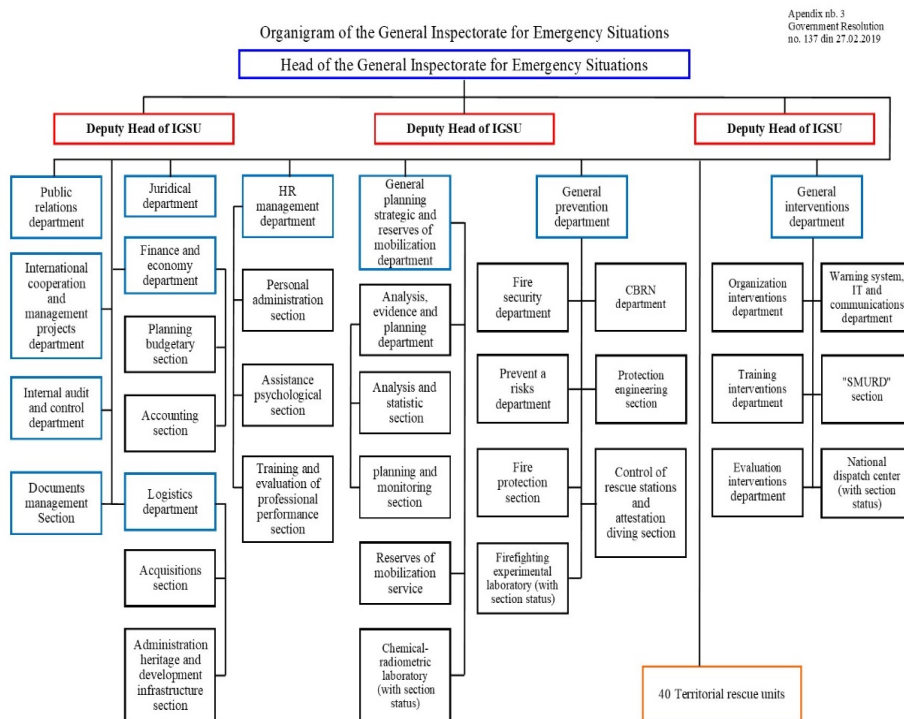 Apendix nb. 3
Government Resolution
no. 137 din 27.02.2019
Organigram of the General Inspectorate for Emergency Situations
Head of the General Inspectorate for Emergency Situations
Deputy Head of IGSU
Deputy Head of IGSU
Deputy Head of IGSU
Public
relations
department
International
cooperation
and
management
projects
department
Internal audit
and control
department
Documents
management
Section
Juridical
department
Finance and
economy
department
Planning
budgetary
section
Accounting
section
Logistics
department
Acquisitions
section
Administration
heritage and
development
infrastructure
section
HR
management
department
Personal
administration
section
Assistance
psychological
section
Training and
evaluation of
professional
performance
section
General
planning
strategic and
reserves of
mobilization
department
Analysis,
evidence and
planning
department
Analysis and
statistic
section
planning and
monitoring
section
Reserves of
mobilization
service
Chemical-
radiometric
laboratory
(with section
status)
General
prevention
department
Fire
security
department
Prevent a
risks
department
Fire
protection
section
Firefighting
experimental
laboratory (with
section status)
CBRN
department
Protection
engineering
section
Control of
rescue stations
and
attestation
diving section
General
interventions
department
Organization
interventions
department
Training
interventions
department
Evaluation
interventions
department
Warning system,
IT and
communications
department
"SMURD"
section
National
dispatch center
(with section
status)
40 Territorial rescue units